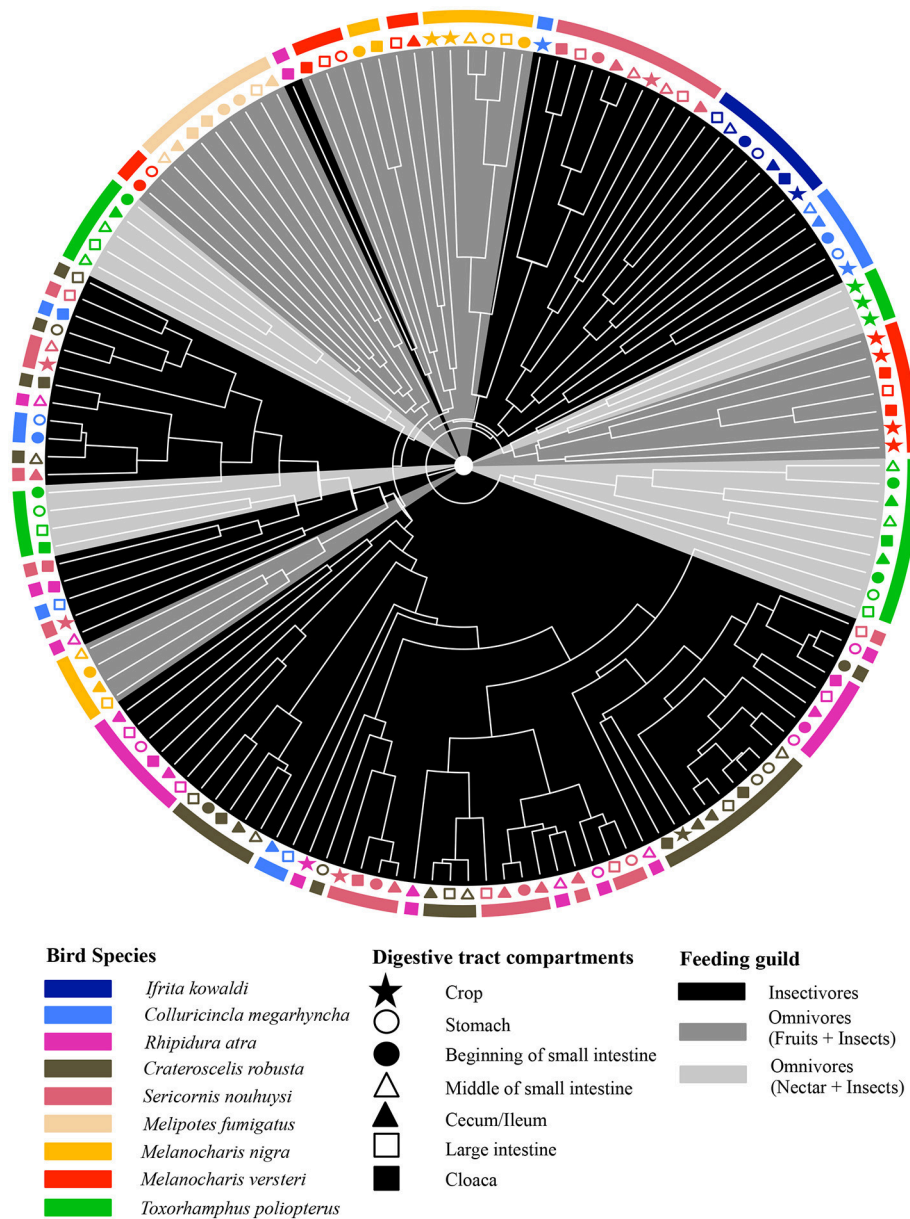 Bird Species
Ifrita kowaldi
Colluricincla megarhyncha
Rhipidura atra
Crateroscelis robusta
Sericornis nouhuysi
Melipotes fumigatus
Melanocharis nigra
Melanocharis versteri
Toxorhamphus poliopterus
Digestive tract compartments
Crop
Stomach
Beginning of small intestine
Middle of small intestine
Cecum/Ileum
Large intestine
Cloaca
Feeding guild
Insectivores
Omnivores
(Fruits + Insects)
Omnivores
(Nectar + Insects)